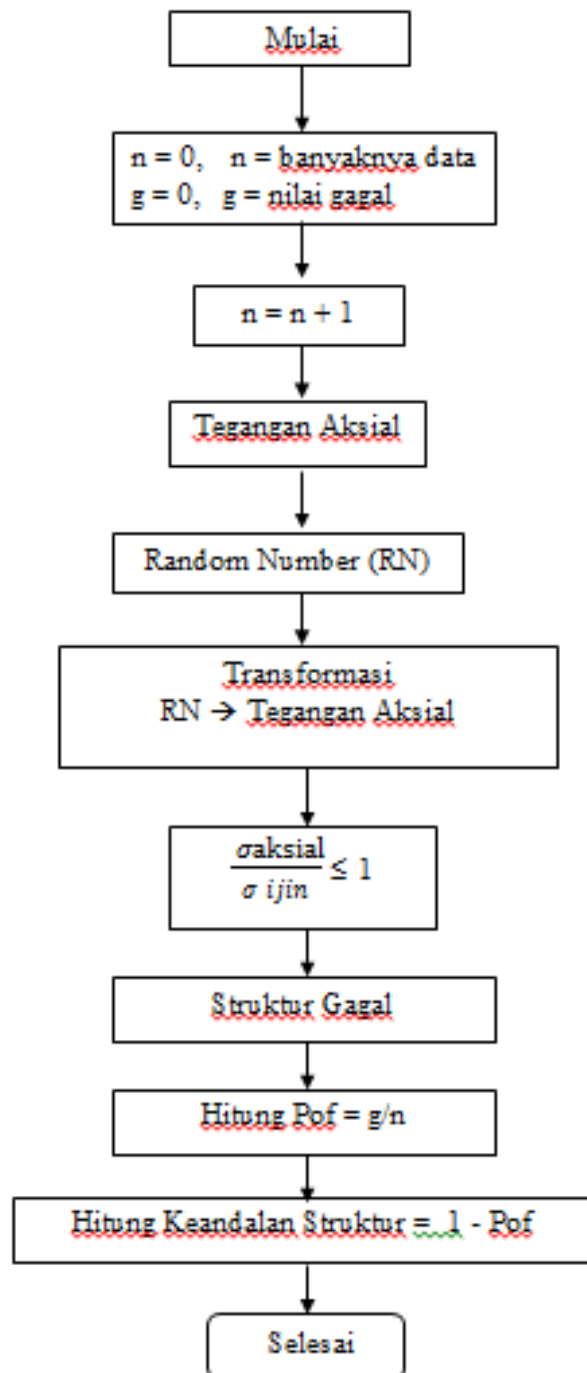 Mulai
n = 0, n = banyaknya data
g = 0, g = nilai gagal
n = n + 1
Tegangan Aksial
Random Number (RN)
Transformasi
RN → Tegangan Aksial
σaksial
σ ijin
≤ 1
Struktur Gagal
Hitung Pof = g/n
Hitung Keandalan Struktur = 1 - Pof
Selesai